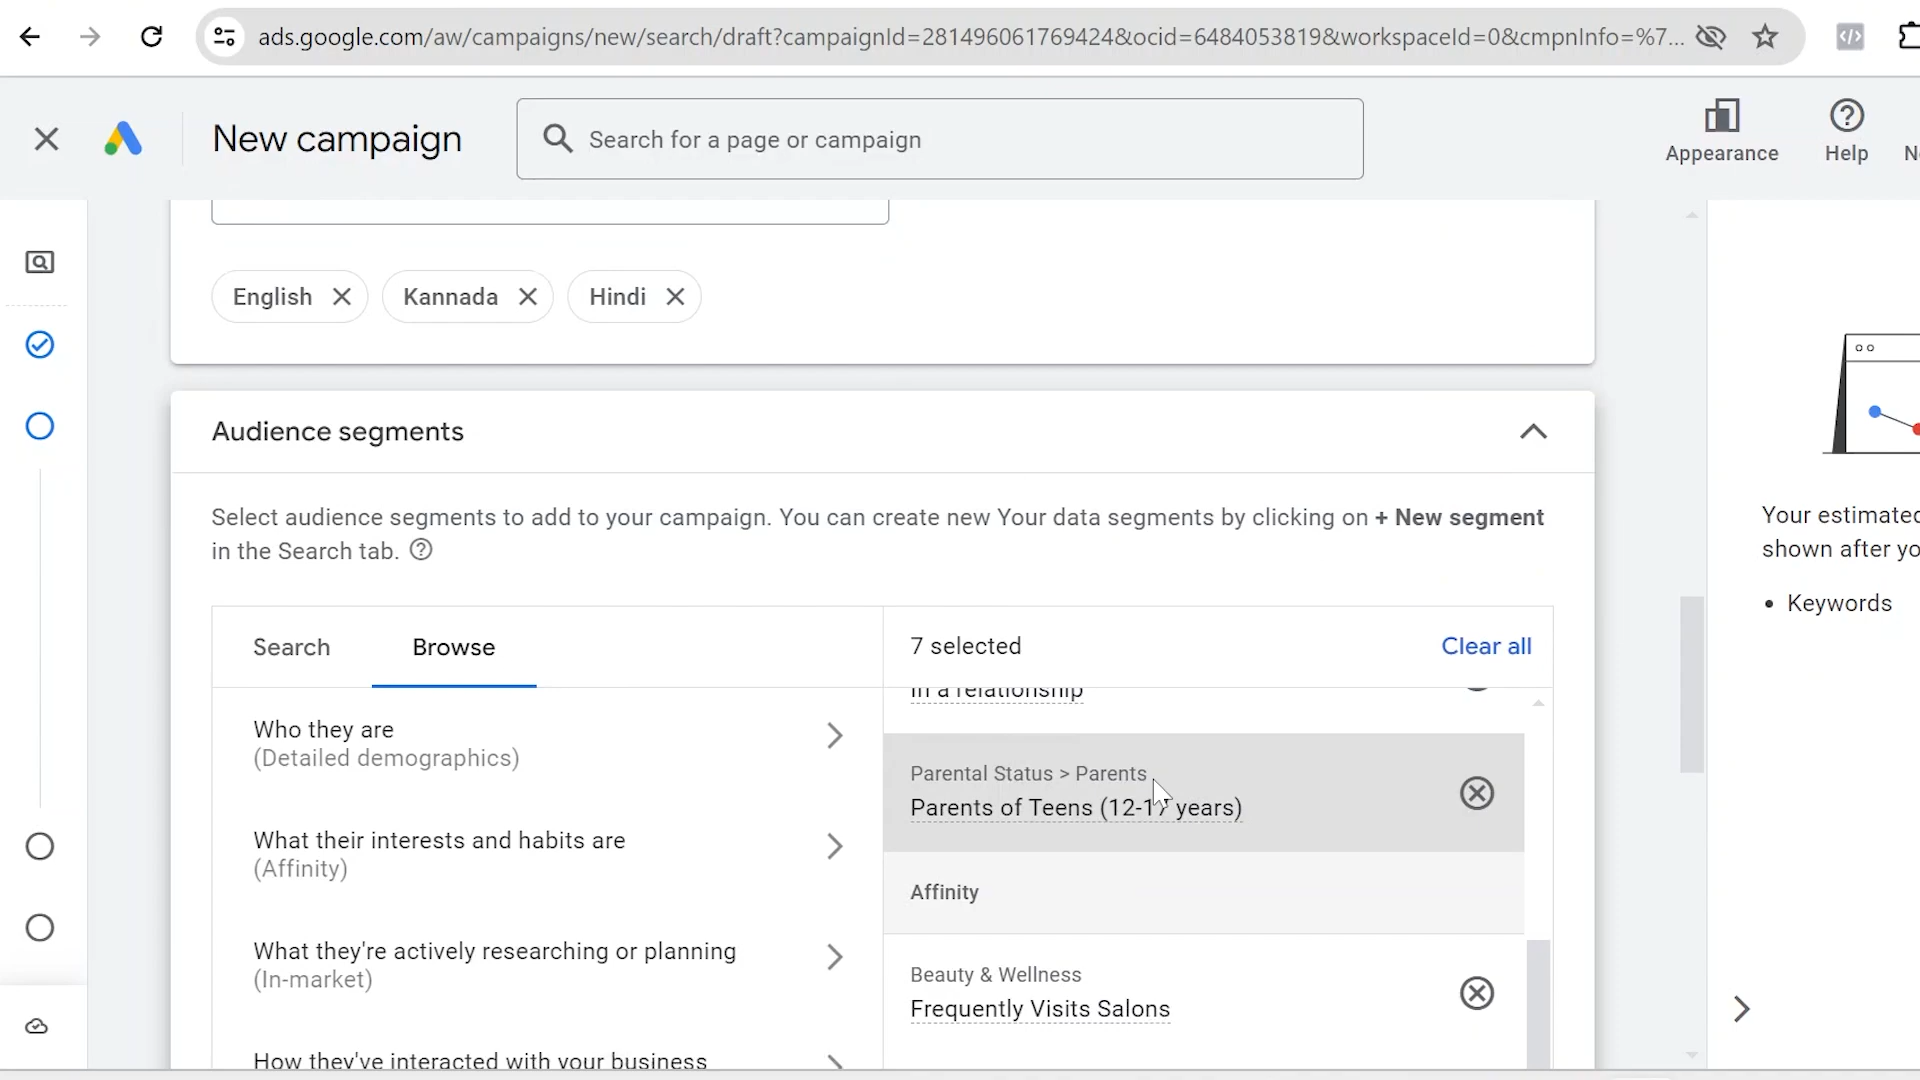 ads.google.com/aw/campaigns/new/search/draft?campaignId=281496061769424&ocid=6484053819&workspaceId=0&cmpnInfo=%7...
New campaign
Search for a page or campaign
Appearance
Help
English
Kannada
Hindi
Audience segments
Select audience segments to add to your campaign. You can create new Your data segments by clicking on + New segment
in the Search tab.
Search
Browse
7 selected
Clear all
Who they are
(Detailed demographics)
What their interests and habits are
(Affinity)
What they're actively researching or planning
(In-market)
How they've interacted with your business
In a relationship
Parental Status > Parents
Parents of Teens (12-17 years)
Affinity
Beauty & Wellness
Frequently Visits Salons
Your estimated
shown after yo
• Keywords